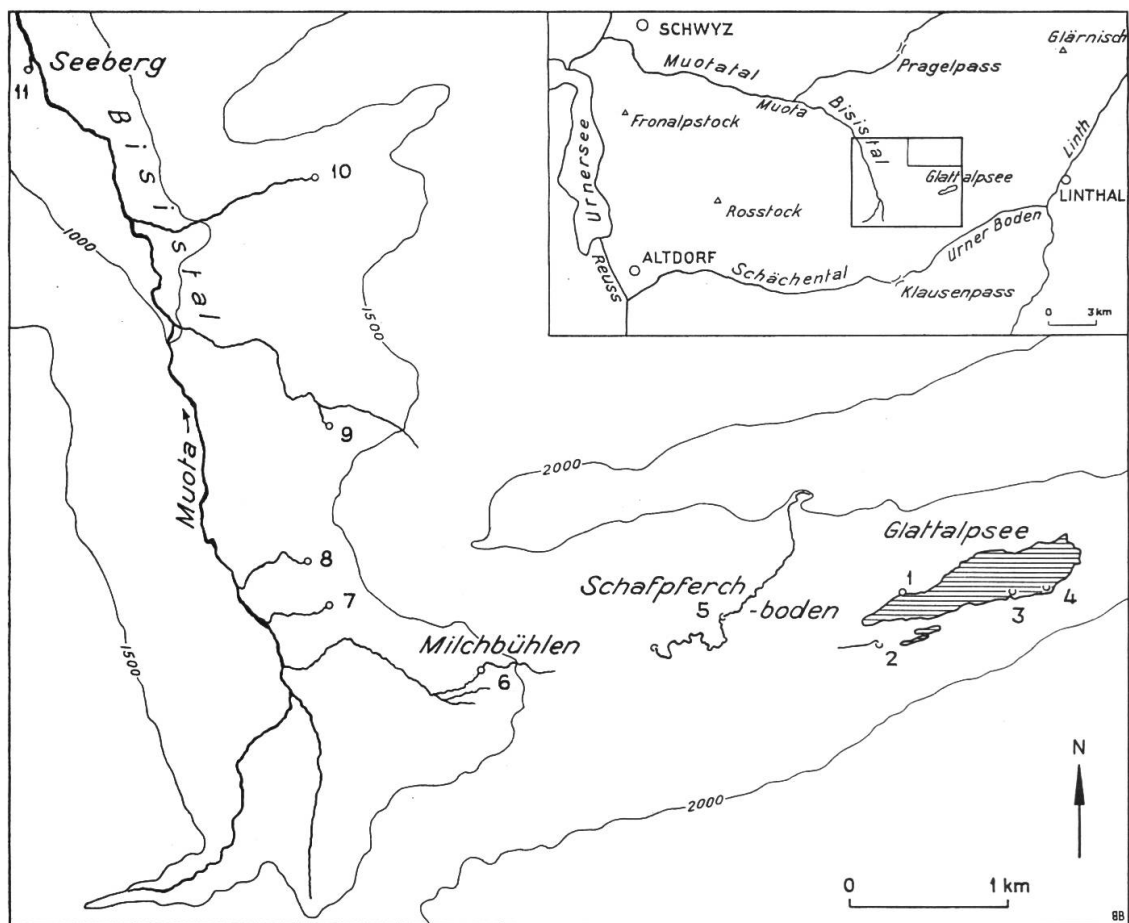 Seeberg
11
Bisistal
10
1000
1500
9
Muota →
8
7
1500
Milchbühlen
6
2000
Schafpferch
-boden
5
Glattalpsee
1
3
4
2
2000
N
0 1 km
BB
SCHWYZ
Muotatal
Muota
Pragelpass
Glärnisch
Fronalpstock
Bisistal
Urnersee
Glattalpsee
Linth
LINTHAL
Rosstock
Urner Boden
ALTDORF
Reuss
Schächental
Klausenpass
0 3 km